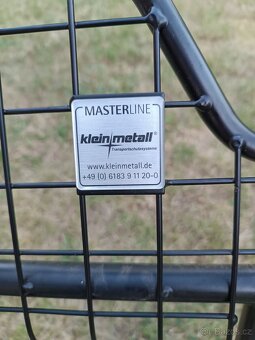 MASTERLINE
kleinmetall®
Transportschutzsysteme
www.kleinmetall.de
+49 (0) 6183 9 11 20-0